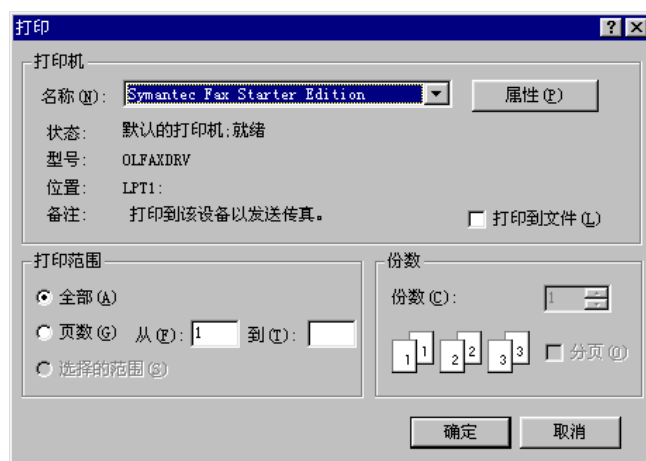 打印
打印机
名称(N): Symantec Fax Starter Edition 属性(P)
状态: 默认的打印机;就绪
型号: OLFAXDRV
位置: LPT1:
备注: 打印到该设备以发送传真。 打印到文件(L)
打印范围 份数
全部(A) 份数(C): 1
页数(G) 从(F): 1 到(T):
1 1 2 2 3 3 分页(O)
选择的范围(S)
确定 取消